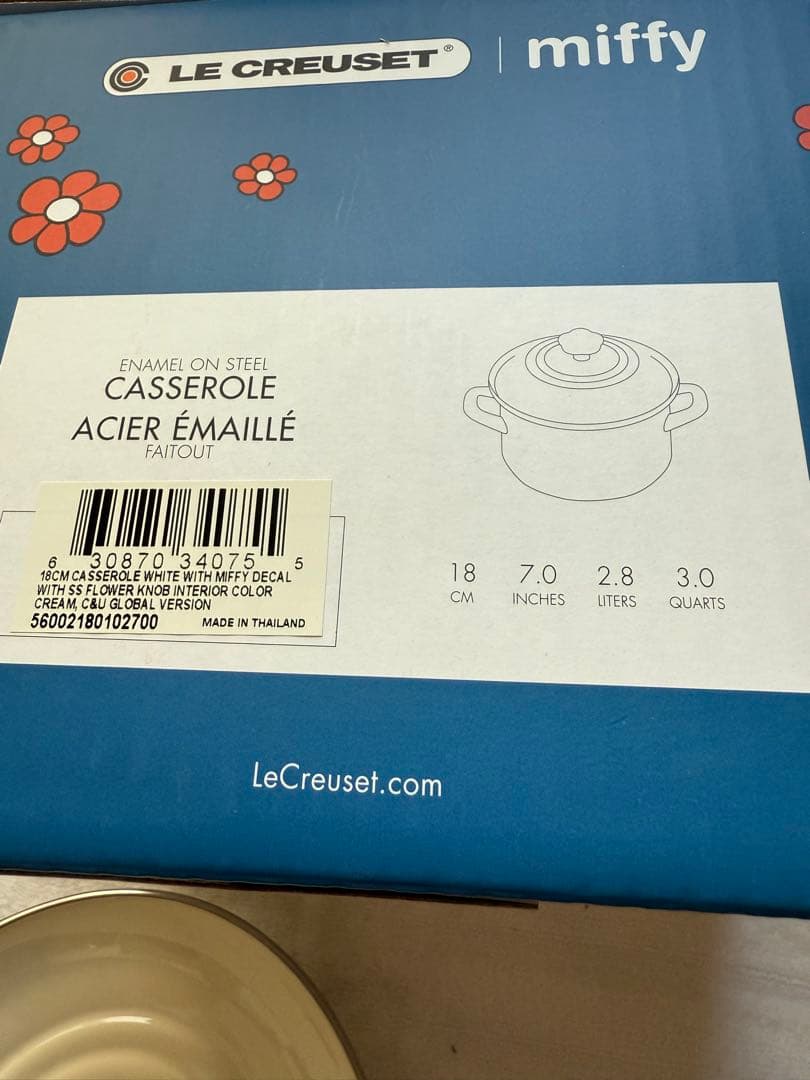 LE CREUSET® | miffy
ENAMEL ON STEEL
CASSEROLE
ACIER ÉMAILLÉ
FAITOUT
6 30870 34075 5
18CM CASSEROLE WHITE WITH MIFFY DECAL
WITH SS FLOWER KNOB INTERIOR COLOR
CREAM, C&U GLOBAL VERSION
56002180102700 MADE IN THAILAND
18 7.0 2.8 3.0
CM INCHES LITERS QUARTS
LeCreuset.com